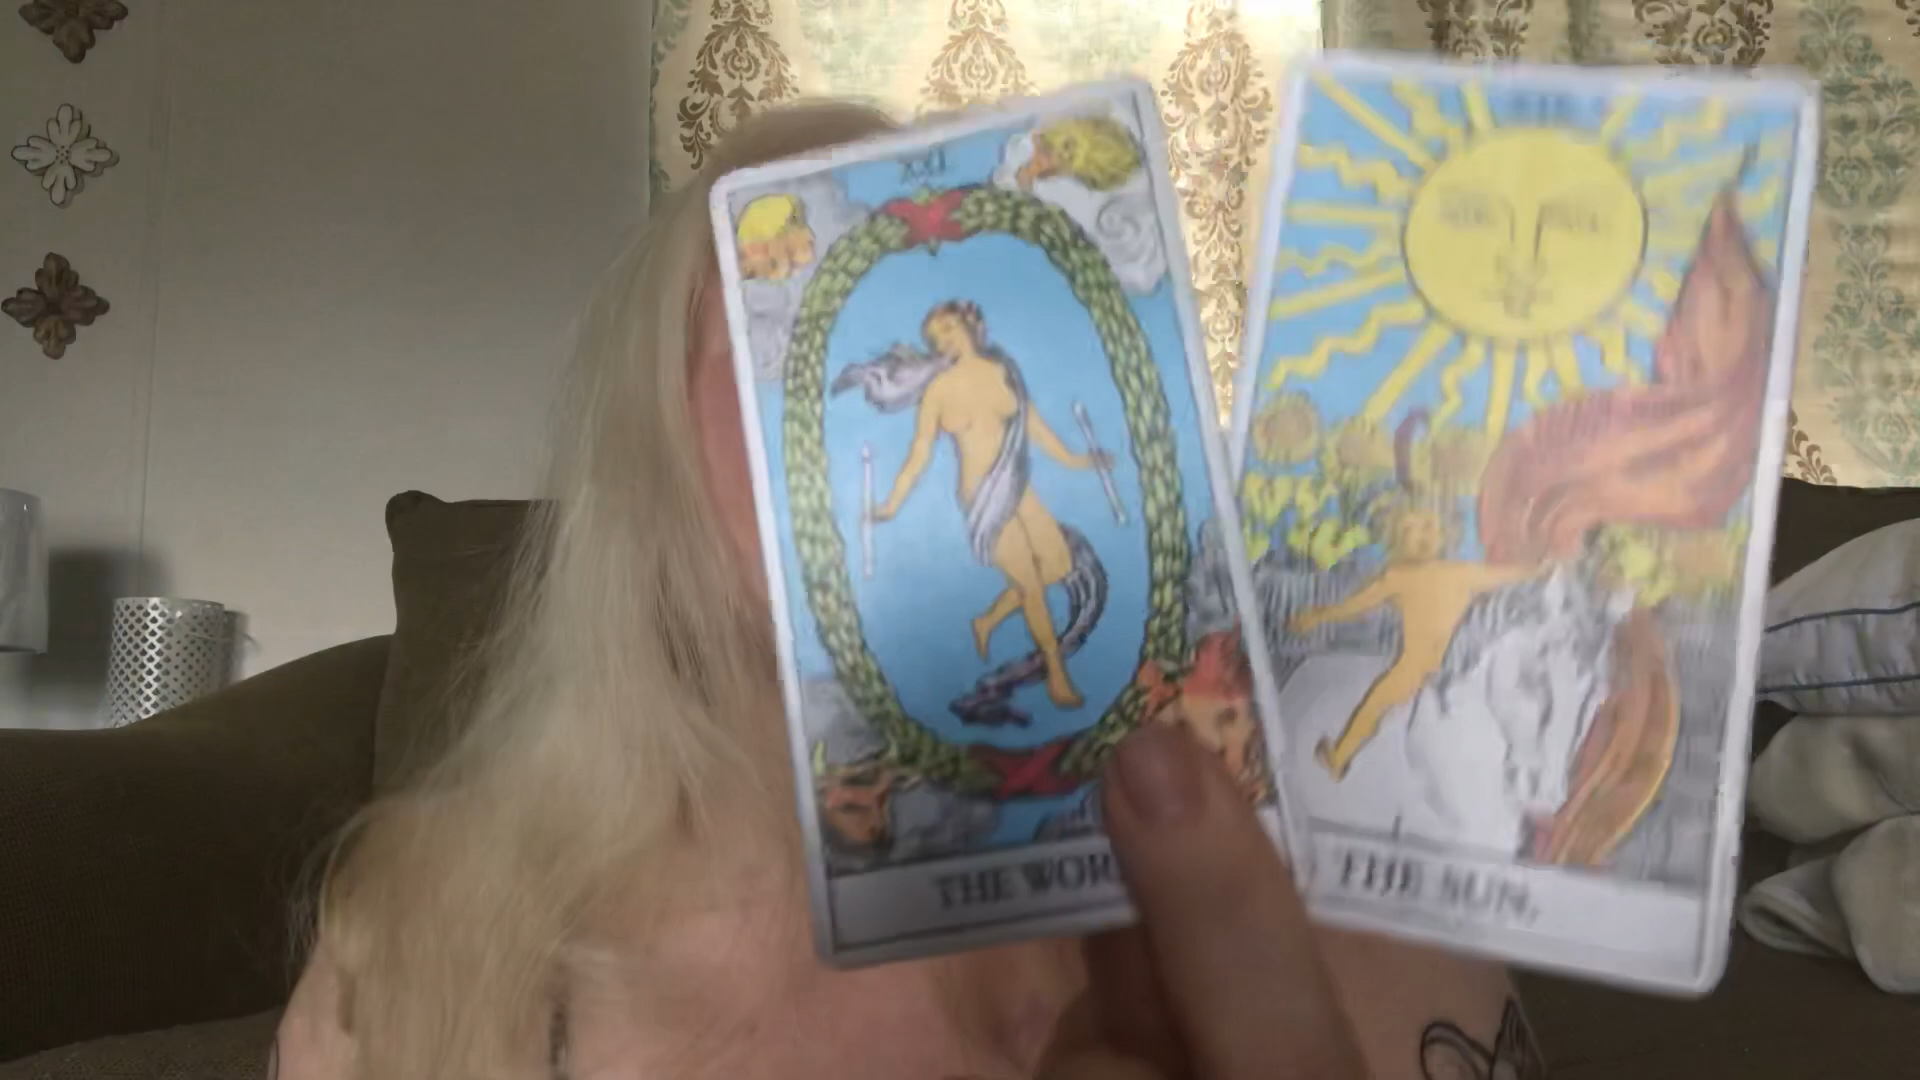 XXI
THE WOR
THE SUN.